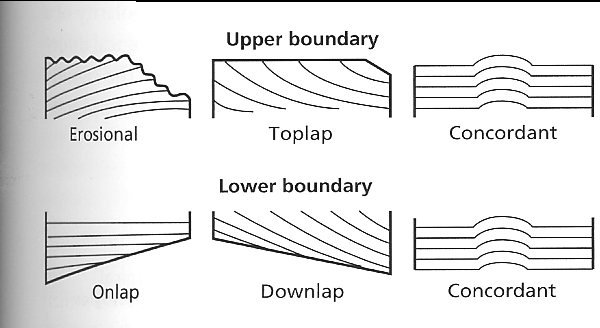 Upper boundary
Erosional Toplap Concordant
Lower boundary
Onlap Downlap Concordant